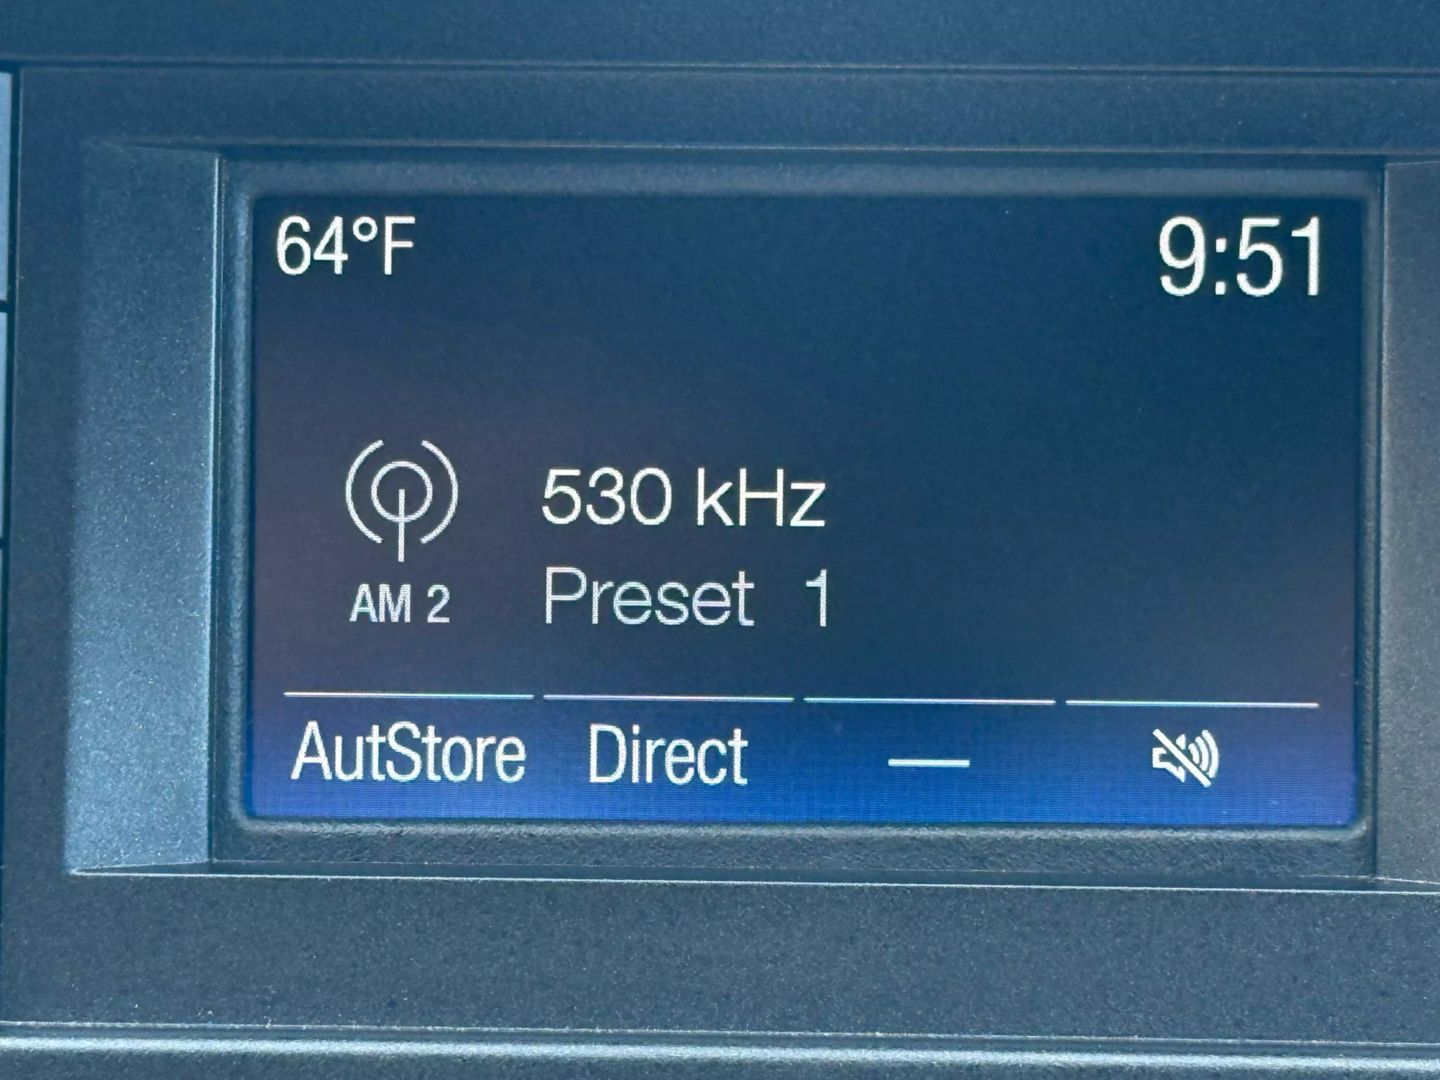 64°F
9:51
530 kHz
AM 2
Preset 1
AutStore Direct —